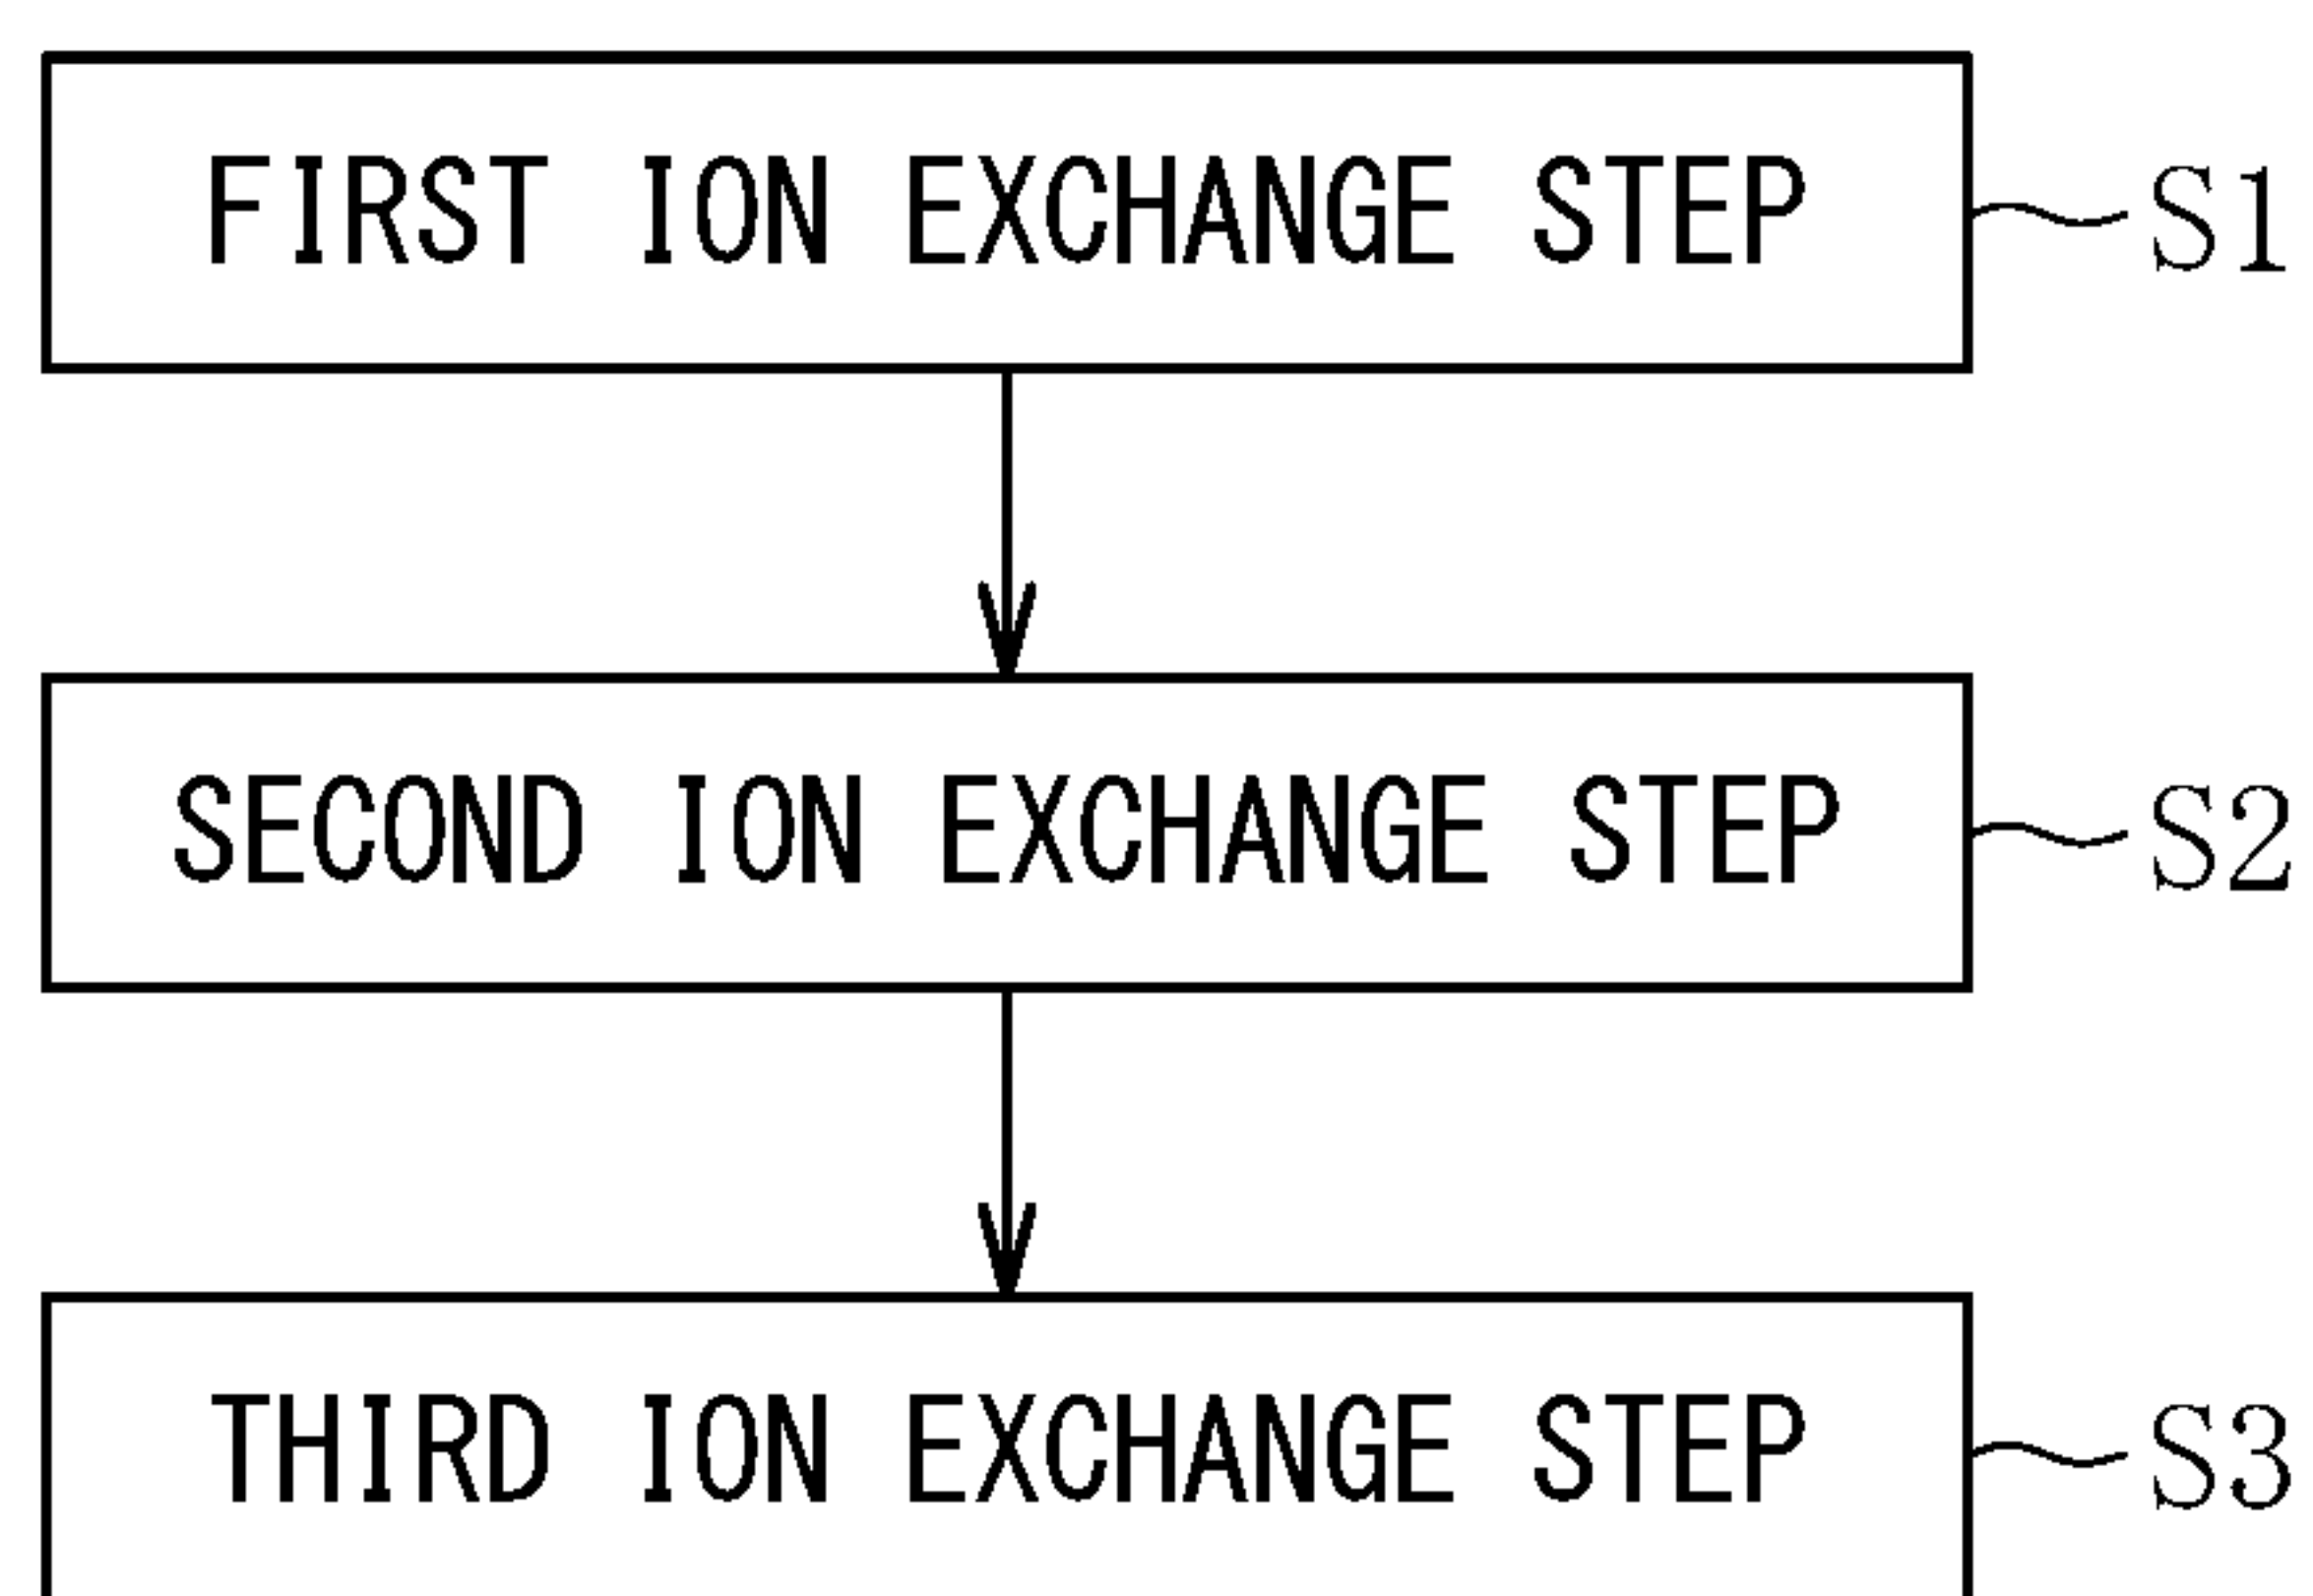 FIRST ION EXCHANGE STEP S1
SECOND ION EXCHANGE STEP S2
THIRD ION EXCHANGE STEP S3